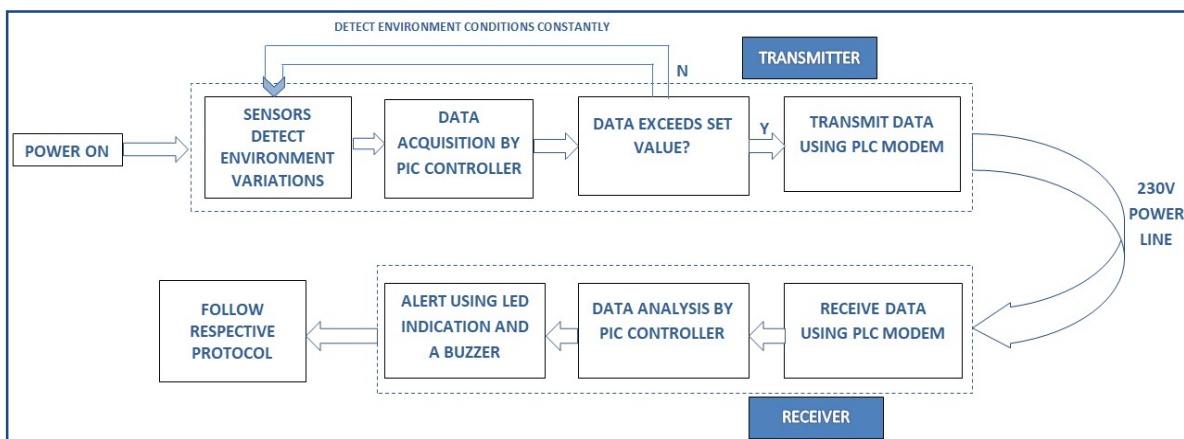 DETECT ENVIRONMENT CONDITIONS CONSTANTLY
TRANSMITTER
N
POWER ON
SENSORS
DETECT
ENVIRONMENT
VARIATIONS
DATA
ACQUISITION BY
PIC CONTROLLER
DATA EXCEEDS SET
VALUE?
Y
TRANSMIT DATA
USING PLC MODEM
230V
POWER
LINE
FOLLOW
RESPECTIVE
PROTOCOL
ALERT USING LED
INDICATION AND
A BUZZER
DATA ANALYSIS BY
PIC CONTROLLER
RECEIVE DATA
USING PLC MODEM
RECEIVER